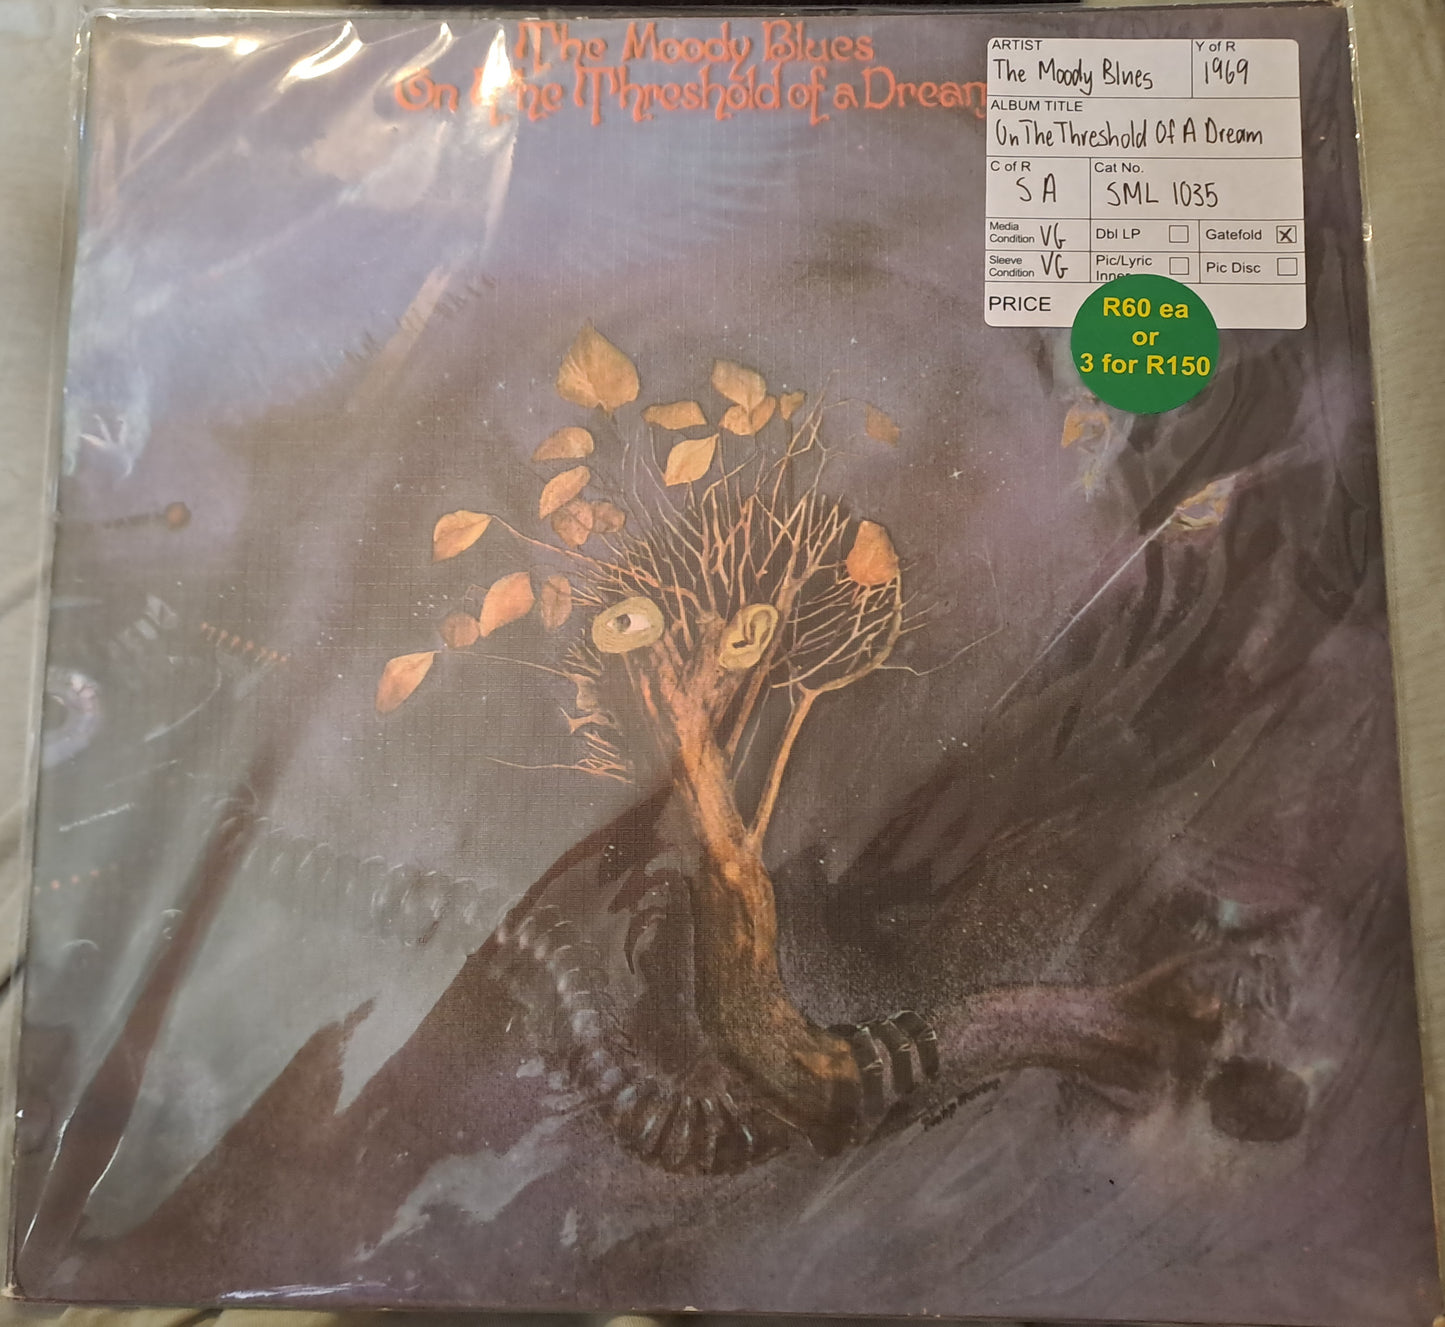 The Moody Blues
On The Threshold of a Dream
ARTIST
The Moody Blues
Y of R
1969
ALBUM TITLE
On The Threshold Of A Dream
C of R
SA
Cat No.
SML 1035
Media
Condition VG
Dbl LP
Gatefold X
Sleeve
Condition VG
Pic/Lyric
Inner
Pic Disc
PRICE
R60 ea
or
3 for R150